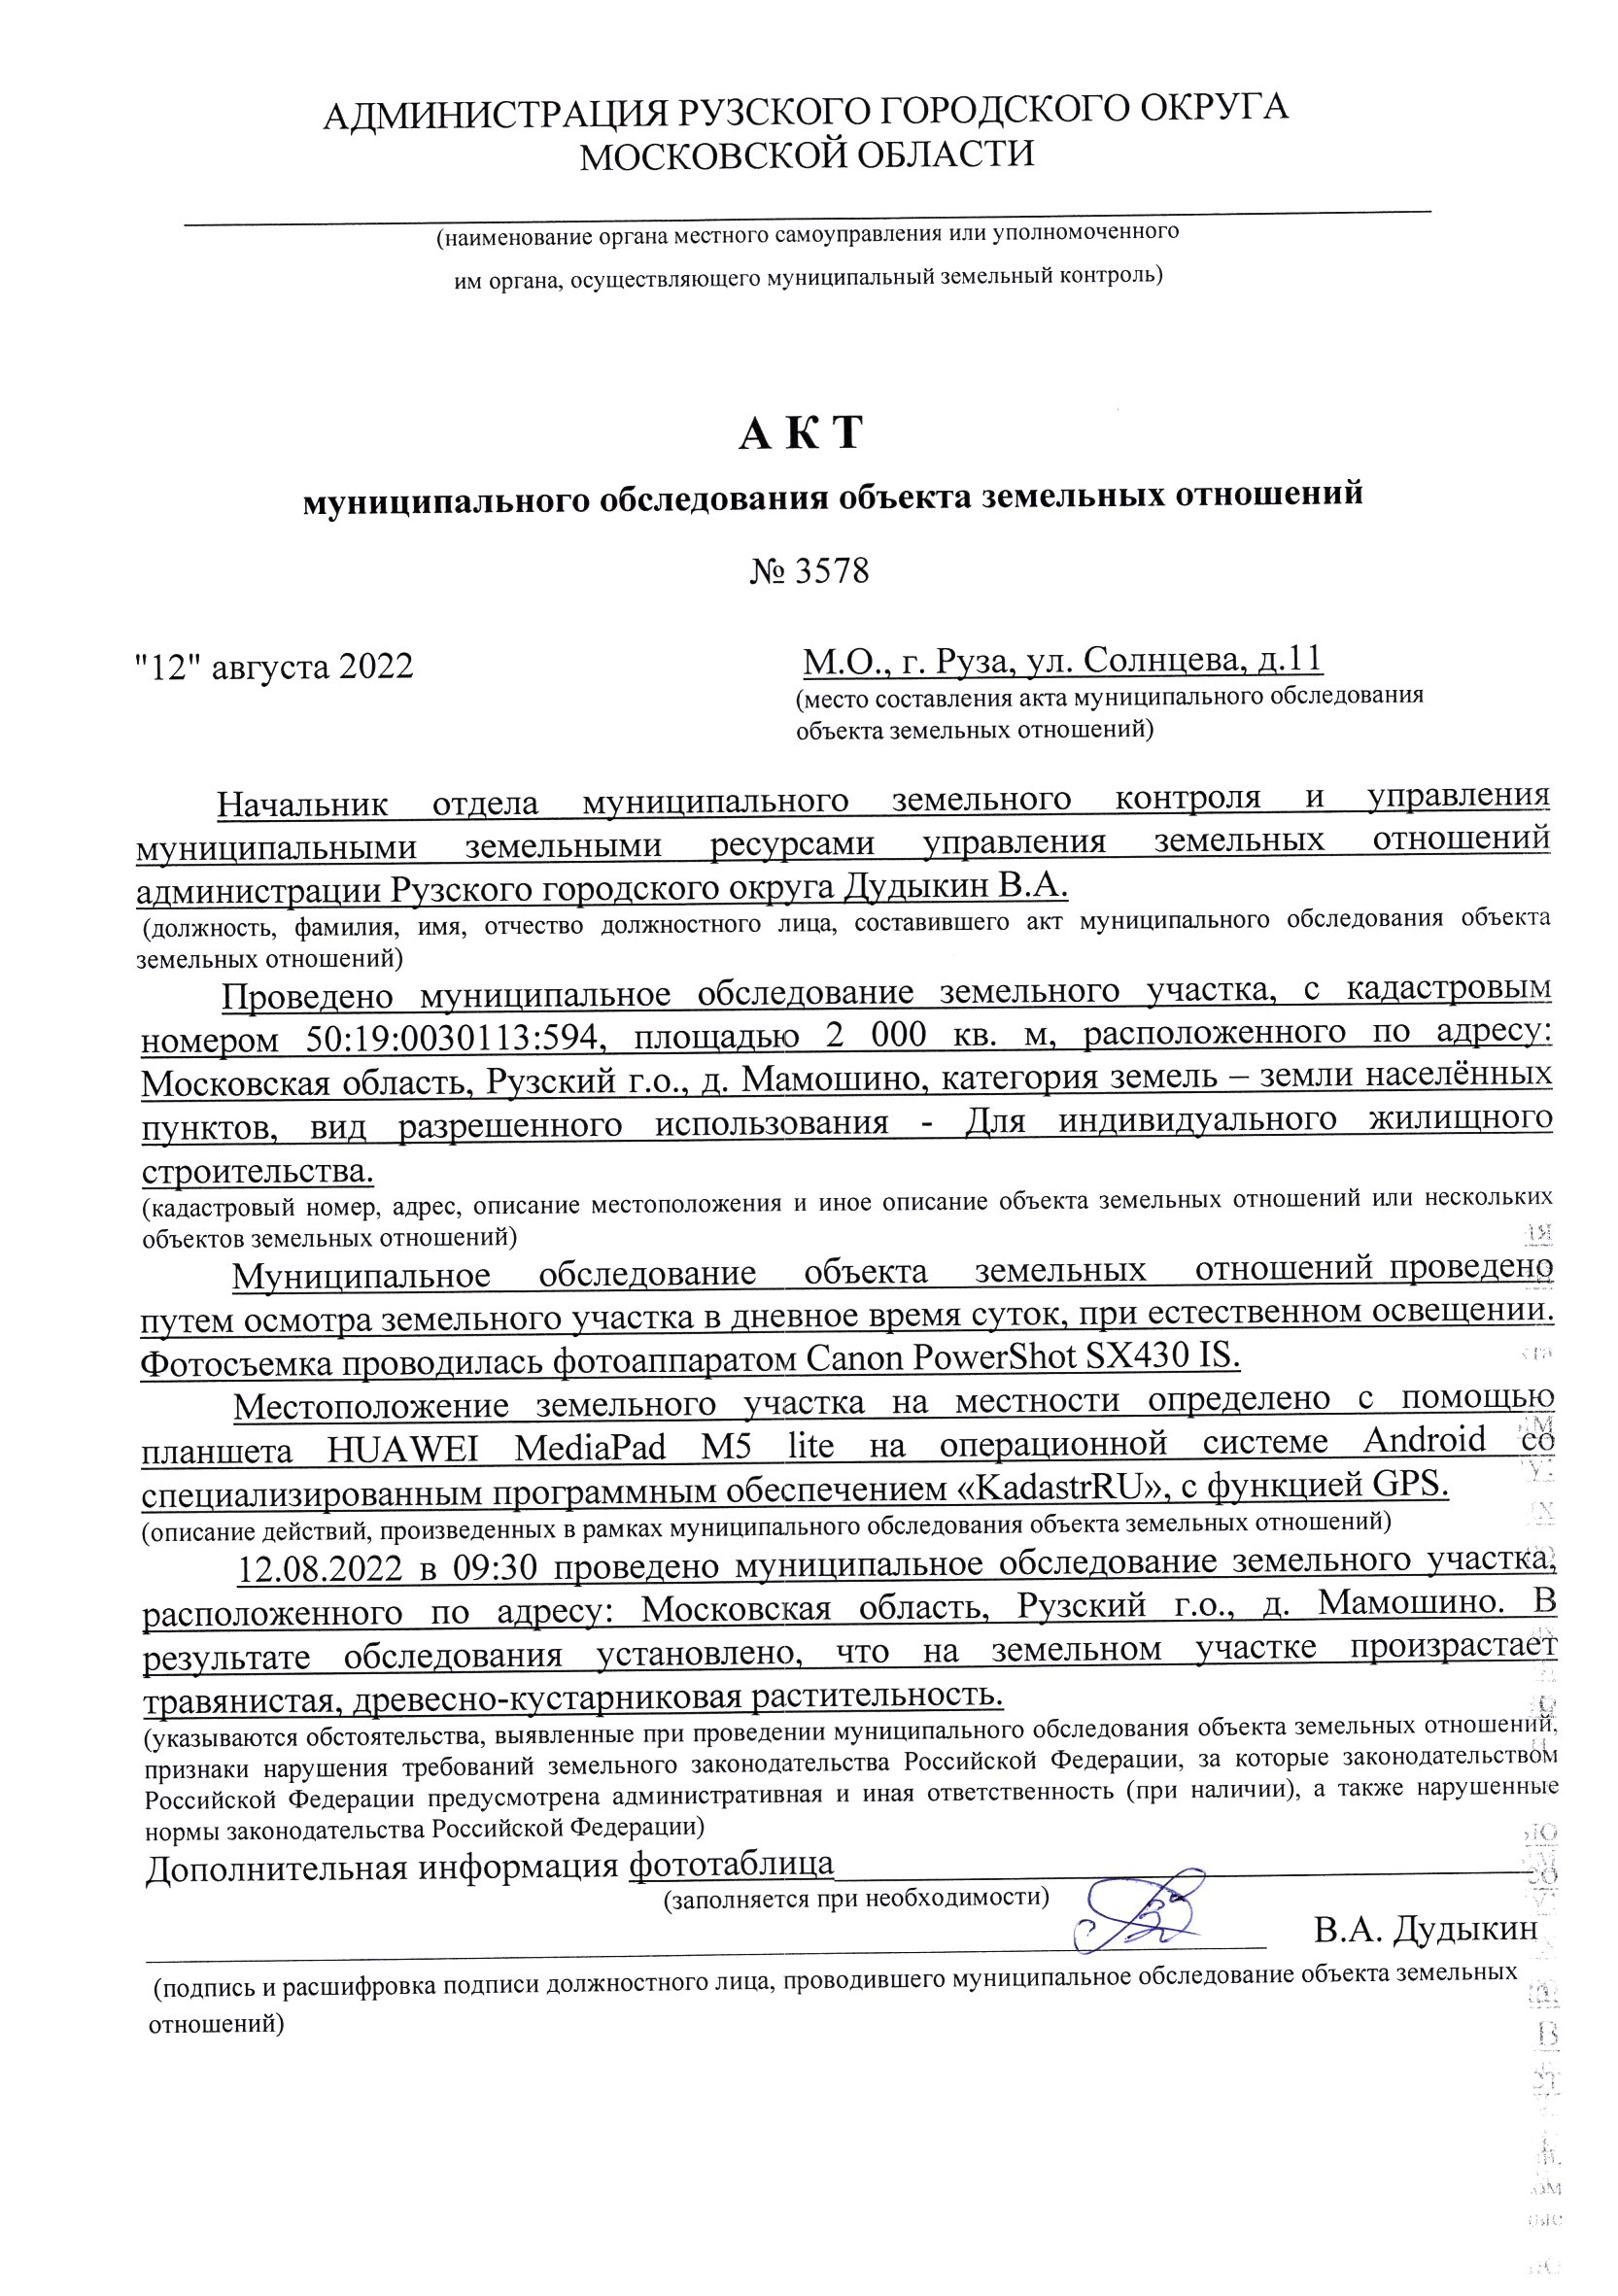 АДМИНИСТРАЦИЯ РУЗСКОГО ГОРОДСКОГО ОКРУГА
МОСКОВСКОЙ ОБЛАСТИ
(наименование органа местного самоуправления или уполномоченного
им органа, осуществляющего муниципальный земельный контроль)
А К Т
муниципального обследования объекта земельных отношений
№ 3578
"12" августа 2022
М.О., г. Руза, ул. Солнцева, д.11
(место составления акта муниципального обследования
объекта земельных отношений)
Начальник отдела муниципального земельного контроля и управления
муниципальными земельными ресурсами управления земельных отношений
администрации Рузского городского округа Дудыкин В.А.
(должность, фамилия, имя, отчество должностного лица, составившего акт муниципального обследования объекта
земельных отношений)
Проведено муниципальное обследование земельного участка, с кадастровым
номером 50:19:0030113:594, площадью 2 000 кв. м, расположенного по адресу:
Московская область, Рузский г.о., д. Мамошино, категория земель – земли населённых
пунктов, вид разрешенного использования - Для индивидуального жилищного
строительства.
(кадастровый номер, адрес, описание местоположения и иное описание объекта земельных отношений или нескольких
объектов земельных отношений)
Муниципальное обследование объекта земельных отношений проведено
путем осмотра земельного участка в дневное время суток, при естественном освещении.
Фотосъемка проводилась фотоаппаратом Canon PowerShot SX430 IS.
Местоположение земельного участка на местности определено с помощью
планшета HUAWEI MediaPad M5 lite на операционной системе Android со
специализированным программным обеспечением «KadastrRU», с функцией GPS.
(описание действий, произведенных в рамках муниципального обследования объекта земельных отношений)
12.08.2022 в 09:30 проведено муниципальное обследование земельного участка,
расположенного по адресу: Московская область, Рузский г.о., д. Мамошино. В
результате обследования установлено, что на земельном участке произрастает
травянистая, древесно-кустарниковая растительность.
(указываются обстоятельства, выявленные при проведении муниципального обследования объекта земельных отношений,
признаки нарушения требований земельного законодательства Российской Федерации, за которые законодательством
Российской Федерации предусмотрена административная и иная ответственность (при наличии), а также нарушенные
нормы законодательства Российской Федерации)
Дополнительная информация фототаблица
(заполняется при необходимости)
В.А. Дудыкин
(подпись и расшифровка подписи должностного лица, проводившего муниципальное обследование объекта земельных
отношений)